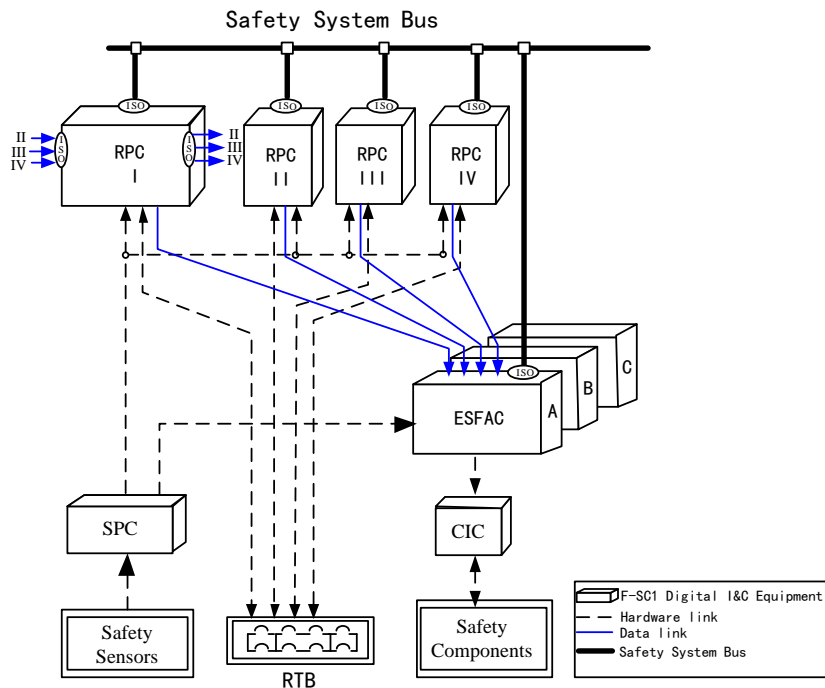 Safety System Bus
ISO
ISO
ISO
ISO
RPC
I
RPC
II
RPC
III
RPC
IV
II
III
IV
ISO
ISO
II
III
IV
ISO
ESFAC
A
B
C
SPC
CIC
Safety
Sensors
RTB
Safety
Components
F-SC1 Digital I&C Equipment
Hardware link
Data link
Safety System Bus